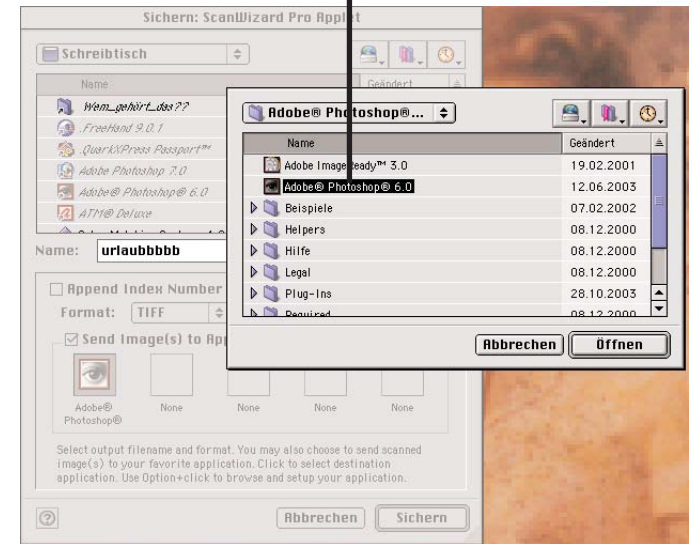 Sichern: ScanWizard Pro Applet
Schreibtisch
Name
Geändert
Wem_gehört_das??
.FreeHand 9.0.1
.QuarkXPress Passport™
Adobe Photoshop 7.0
Adobe® Photoshop® 6.0
ATM® Deluxe
Name: urlaubbbbb
Append Index Number
Format: TIFF
Send Image(s) to App
Adobe® Photoshop®
None
None
None
None
Select output filename and format. You may also choose to send scanned
image(s) to your favorite application. Click to select destination
application. Use Option+click to browse and setup your application.
Abbrechen
Sichern
Adobe® Photoshop®...
Name Geändert
Adobe ImageReady™ 3.0 19.02.2001
Adobe® Photoshop® 6.0 12.06.2003
Beispiele 07.02.2002
Helpers 08.12.2000
Hilfe 08.12.2000
Legal 08.12.2000
Plug-Ins 28.10.2003
Required 08.12.2000
Abbrechen
Öffnen